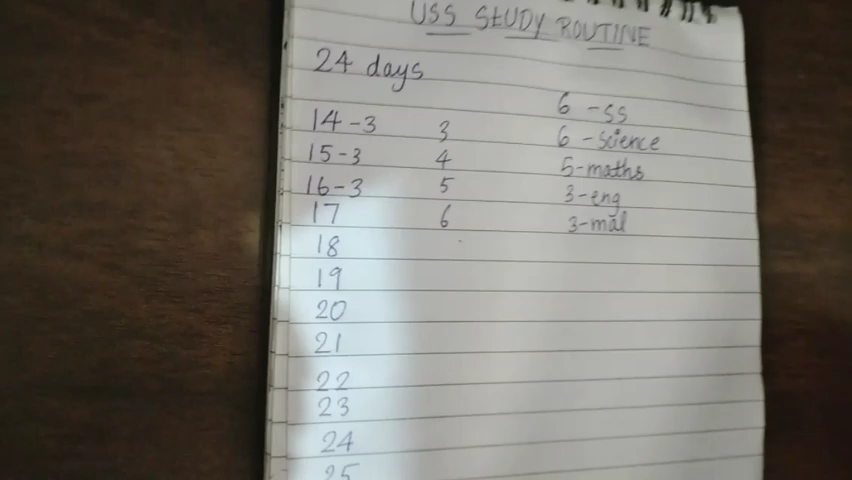 USS STUDY ROUTINE
24 days
14-3 3 6 -SS
15-3 4 6 - science
16-3 5 5-maths
17 6 3-eng
3-mal
18
19
20
21
22
23
24
25